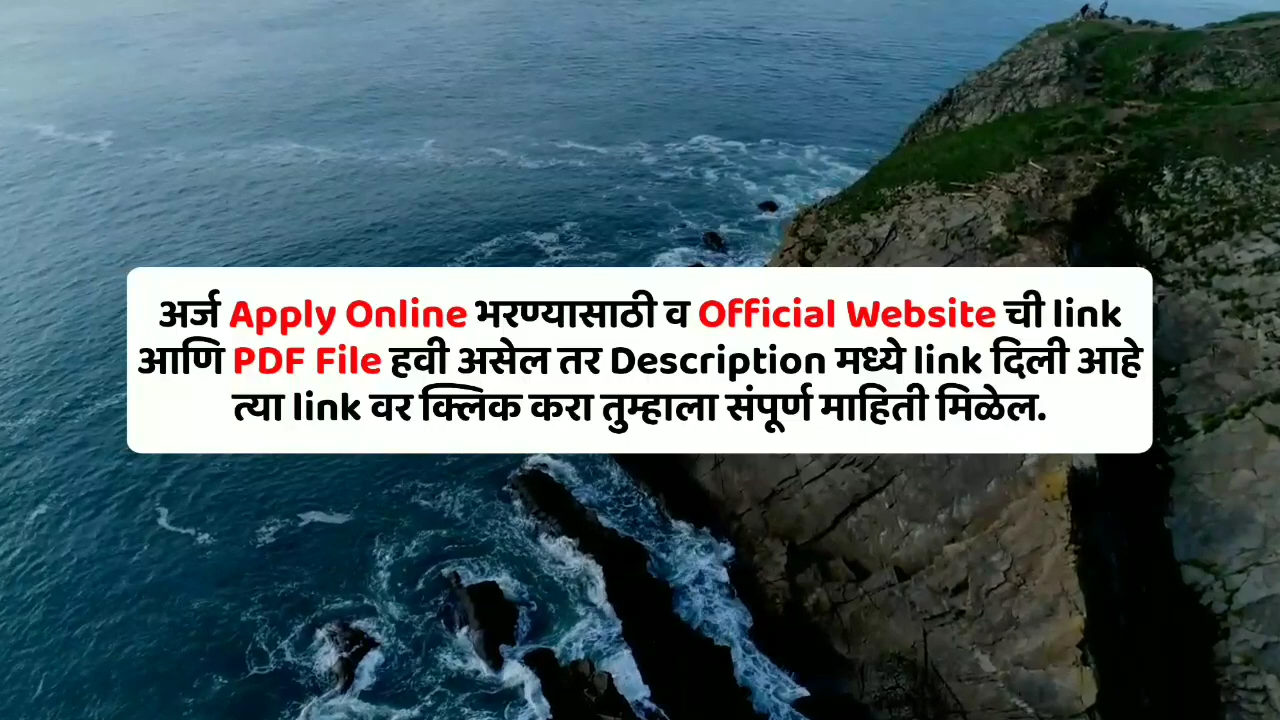 अर्ज Apply Online भरण्यासाठी व Official Website ची link
आणि PDF File हवी असेल तर Description मध्ये link दिली आहे
त्या link वर क्लिक करा तुम्हाला संपूर्ण माहिती मिळेल.